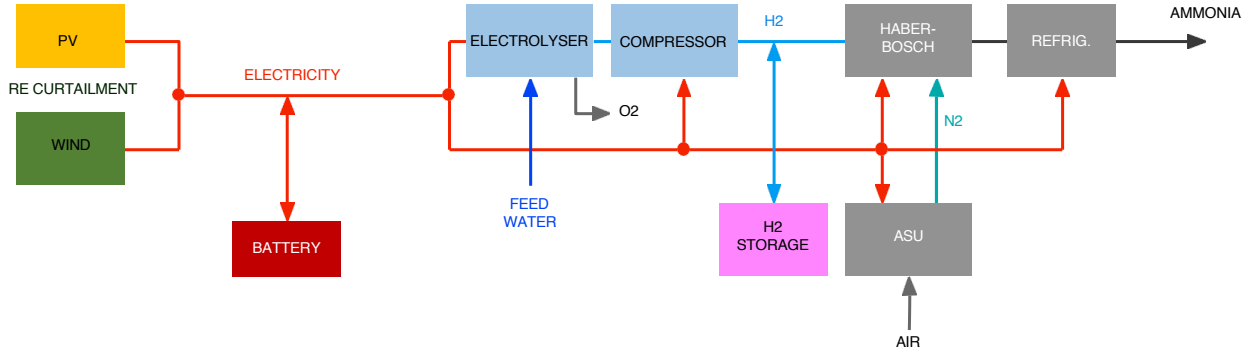 AMMONIA
PV
ELECTROLYSER
COMPRESSOR
H2
HABER-
BOSCH
REFRIG.
ELECTRICITY
RE CURTAILMENT
O2
N2
WIND
FEED
WATER
BATTERY
H2
STORAGE
ASU
AIR